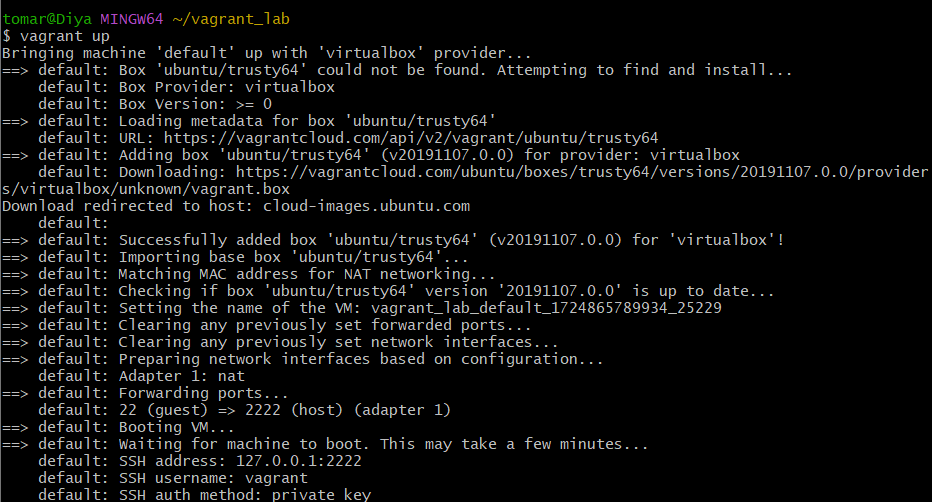 tomar@Diya MINGW64 ~/vagrant_lab
$ vagrant up
Bringing machine 'default' up with 'virtualbox' provider...
==> default: Box 'ubuntu/trusty64' could not be found. Attempting to find and install...
    default: Box Provider: virtualbox
    default: Box Version: >= 0
==> default: Loading metadata for box 'ubuntu/trusty64'
    default: URL: https://vagrantcloud.com/api/v2/vagrant/ubuntu/trusty64
==> default: Adding box 'ubuntu/trusty64' (v20191107.0.0) for provider: virtualbox
    default: Downloading: https://vagrantcloud.com/ubuntu/boxes/trusty64/versions/20191107.0.0/provider
s/virtualbox/unknown/vagrant.box
Download redirected to host: cloud-images.ubuntu.com
    default:
==> default: Successfully added box 'ubuntu/trusty64' (v20191107.0.0) for 'virtualbox'!
==> default: Importing base box 'ubuntu/trusty64'...
==> default: Matching MAC address for NAT networking...
==> default: Checking if box 'ubuntu/trusty64' version '20191107.0.0' is up to date...
==> default: Setting the name of the VM: vagrant_lab_default_1724865789934_25229
==> default: Clearing any previously set forwarded ports...
==> default: Clearing any previously set network interfaces...
==> default: Preparing network interfaces based on configuration...
    default: Adapter 1: nat
==> default: Forwarding ports...
    default: 22 (guest) => 2222 (host) (adapter 1)
==> default: Booting VM...
==> default: Waiting for machine to boot. This may take a few minutes...
    default: SSH address: 127.0.0.1:2222
    default: SSH username: vagrant
    default: SSH auth method: private key